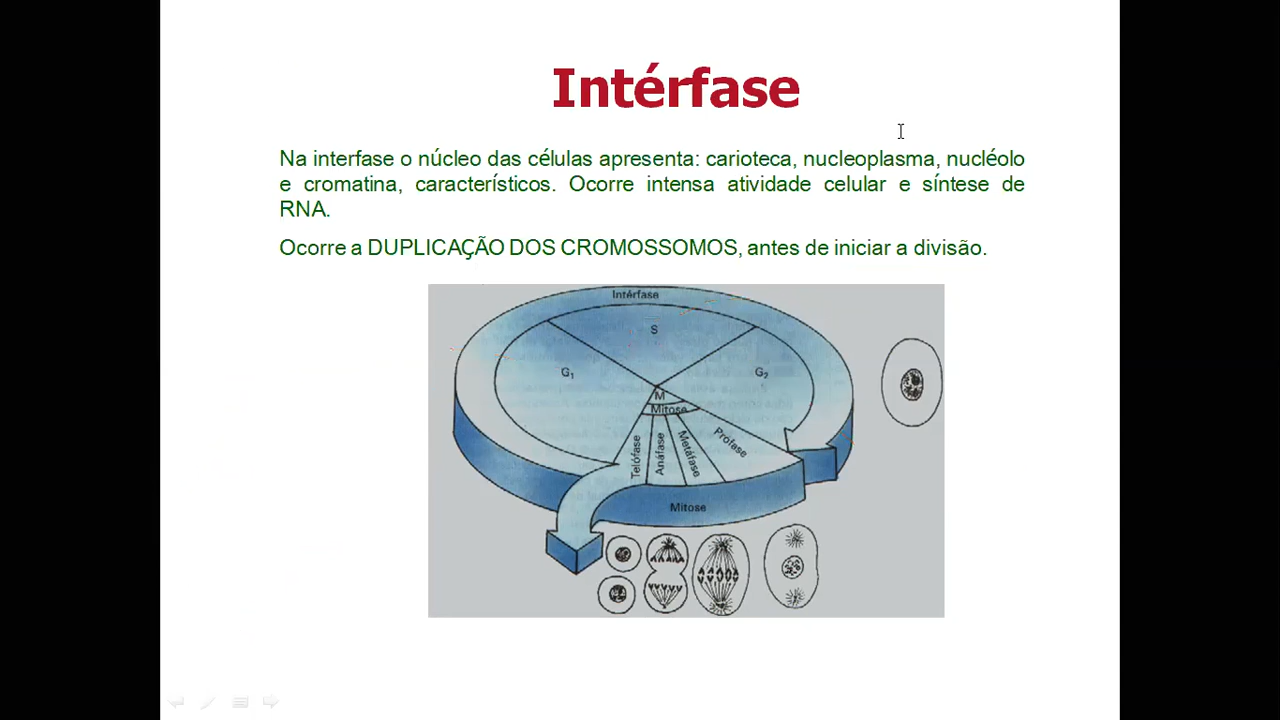 Intérfase
Na interfase o núcleo das células apresenta: carioteca, nucleoplasma, nucléolo
e cromatina, característicos. Ocorre intensa atividade celular e síntese de
RNA.
Ocorre a DUPLICAÇÃO DOS CROMOSSOMOS, antes de iniciar a divisão.
Intérfase
S
G₁
G₂
M
Mitose
Telófase
Anáfase
Metáfase
Prófase
Mitose